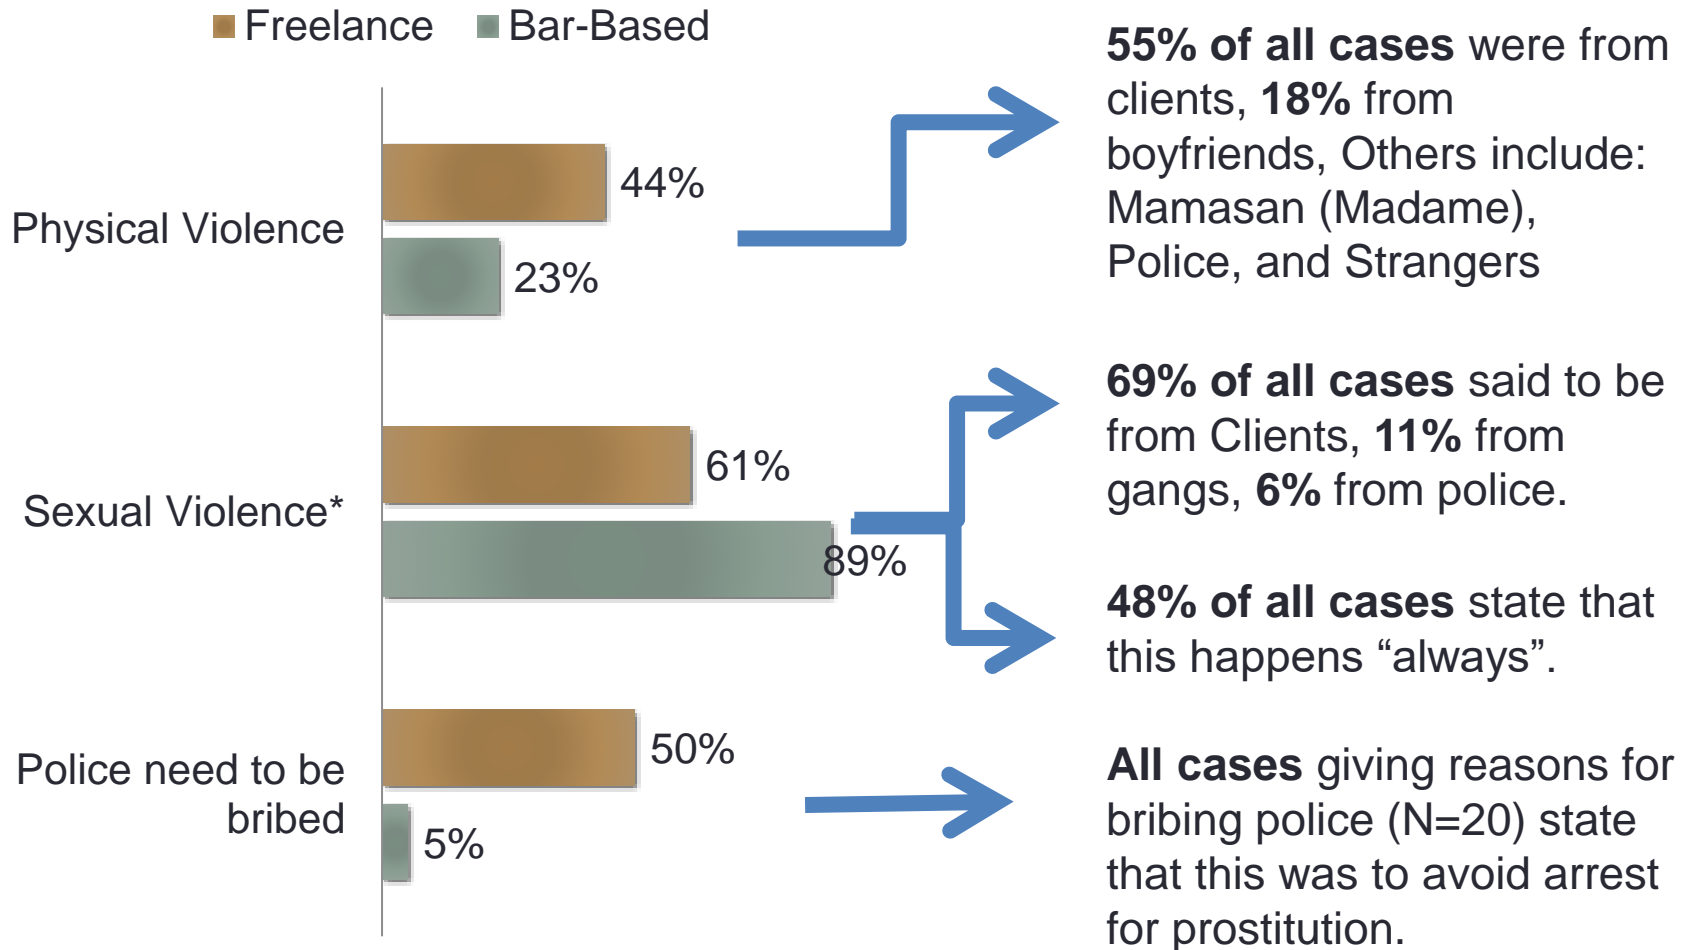 Freelance Bar-Based
Physical Violence
44%
23%
Sexual Violence*
61%
89%
Police need to be
bribed
50%
5%
55% of all cases were from
clients, 18% from
boyfriends, Others include:
Mamasan (Madame),
Police, and Strangers
69% of all cases said to be
from Clients, 11% from
gangs, 6% from police.
48% of all cases state that
this happens “always”.
All cases giving reasons for
bribing police (N=20) state
that this was to avoid arrest
for prostitution.